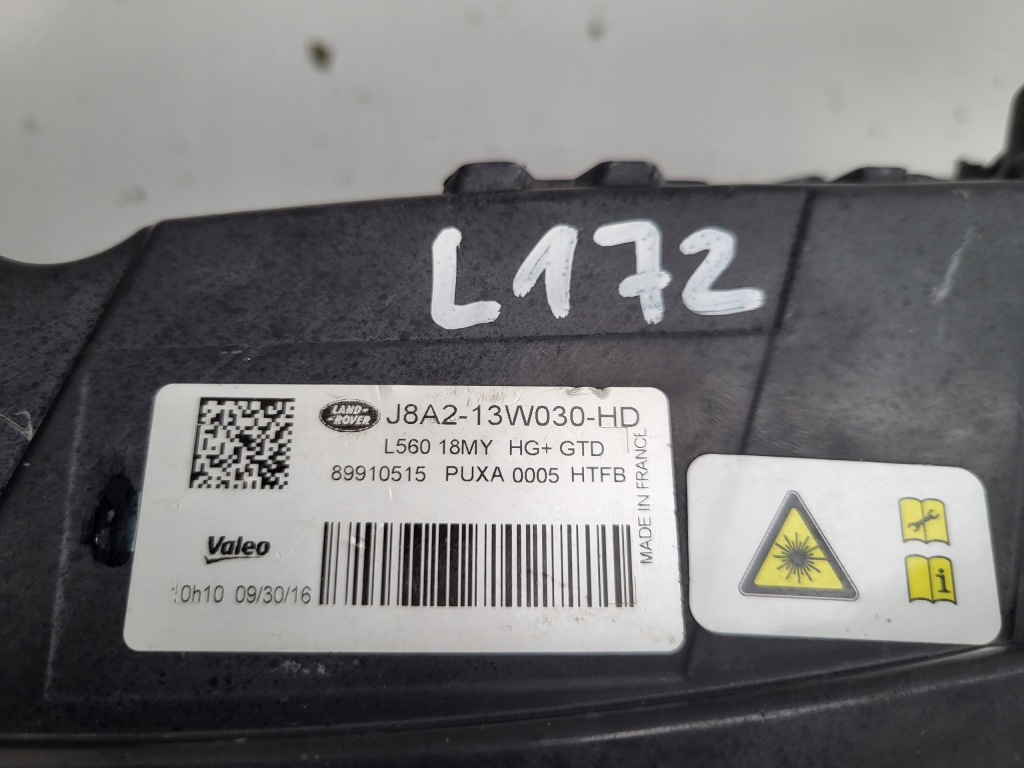 L172
LAND-
-ROVER
J8A2-13W030-HD
L560 18MY HG+ GTD
89910515 PUXA 0005 HTFB
MADE IN FRANCE
Valeo
10h10 09/30/16
i